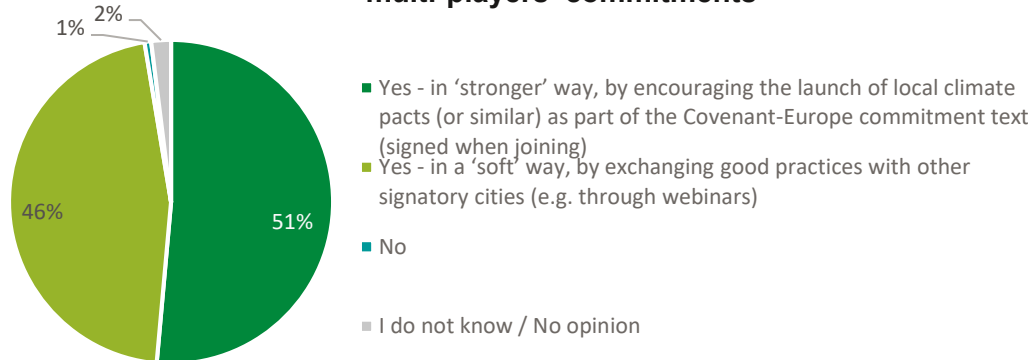 multi-players' commitments
2%
1%
46%
51%
Yes - in ‘stronger’ way, by encouraging the launch of local climate
pacts (or similar) as part of the Covenant-Europe commitment text
(signed when joining)
Yes - in a ‘soft’ way, by exchanging good practices with other
signatory cities (e.g. through webinars)
No
I do not know / No opinion